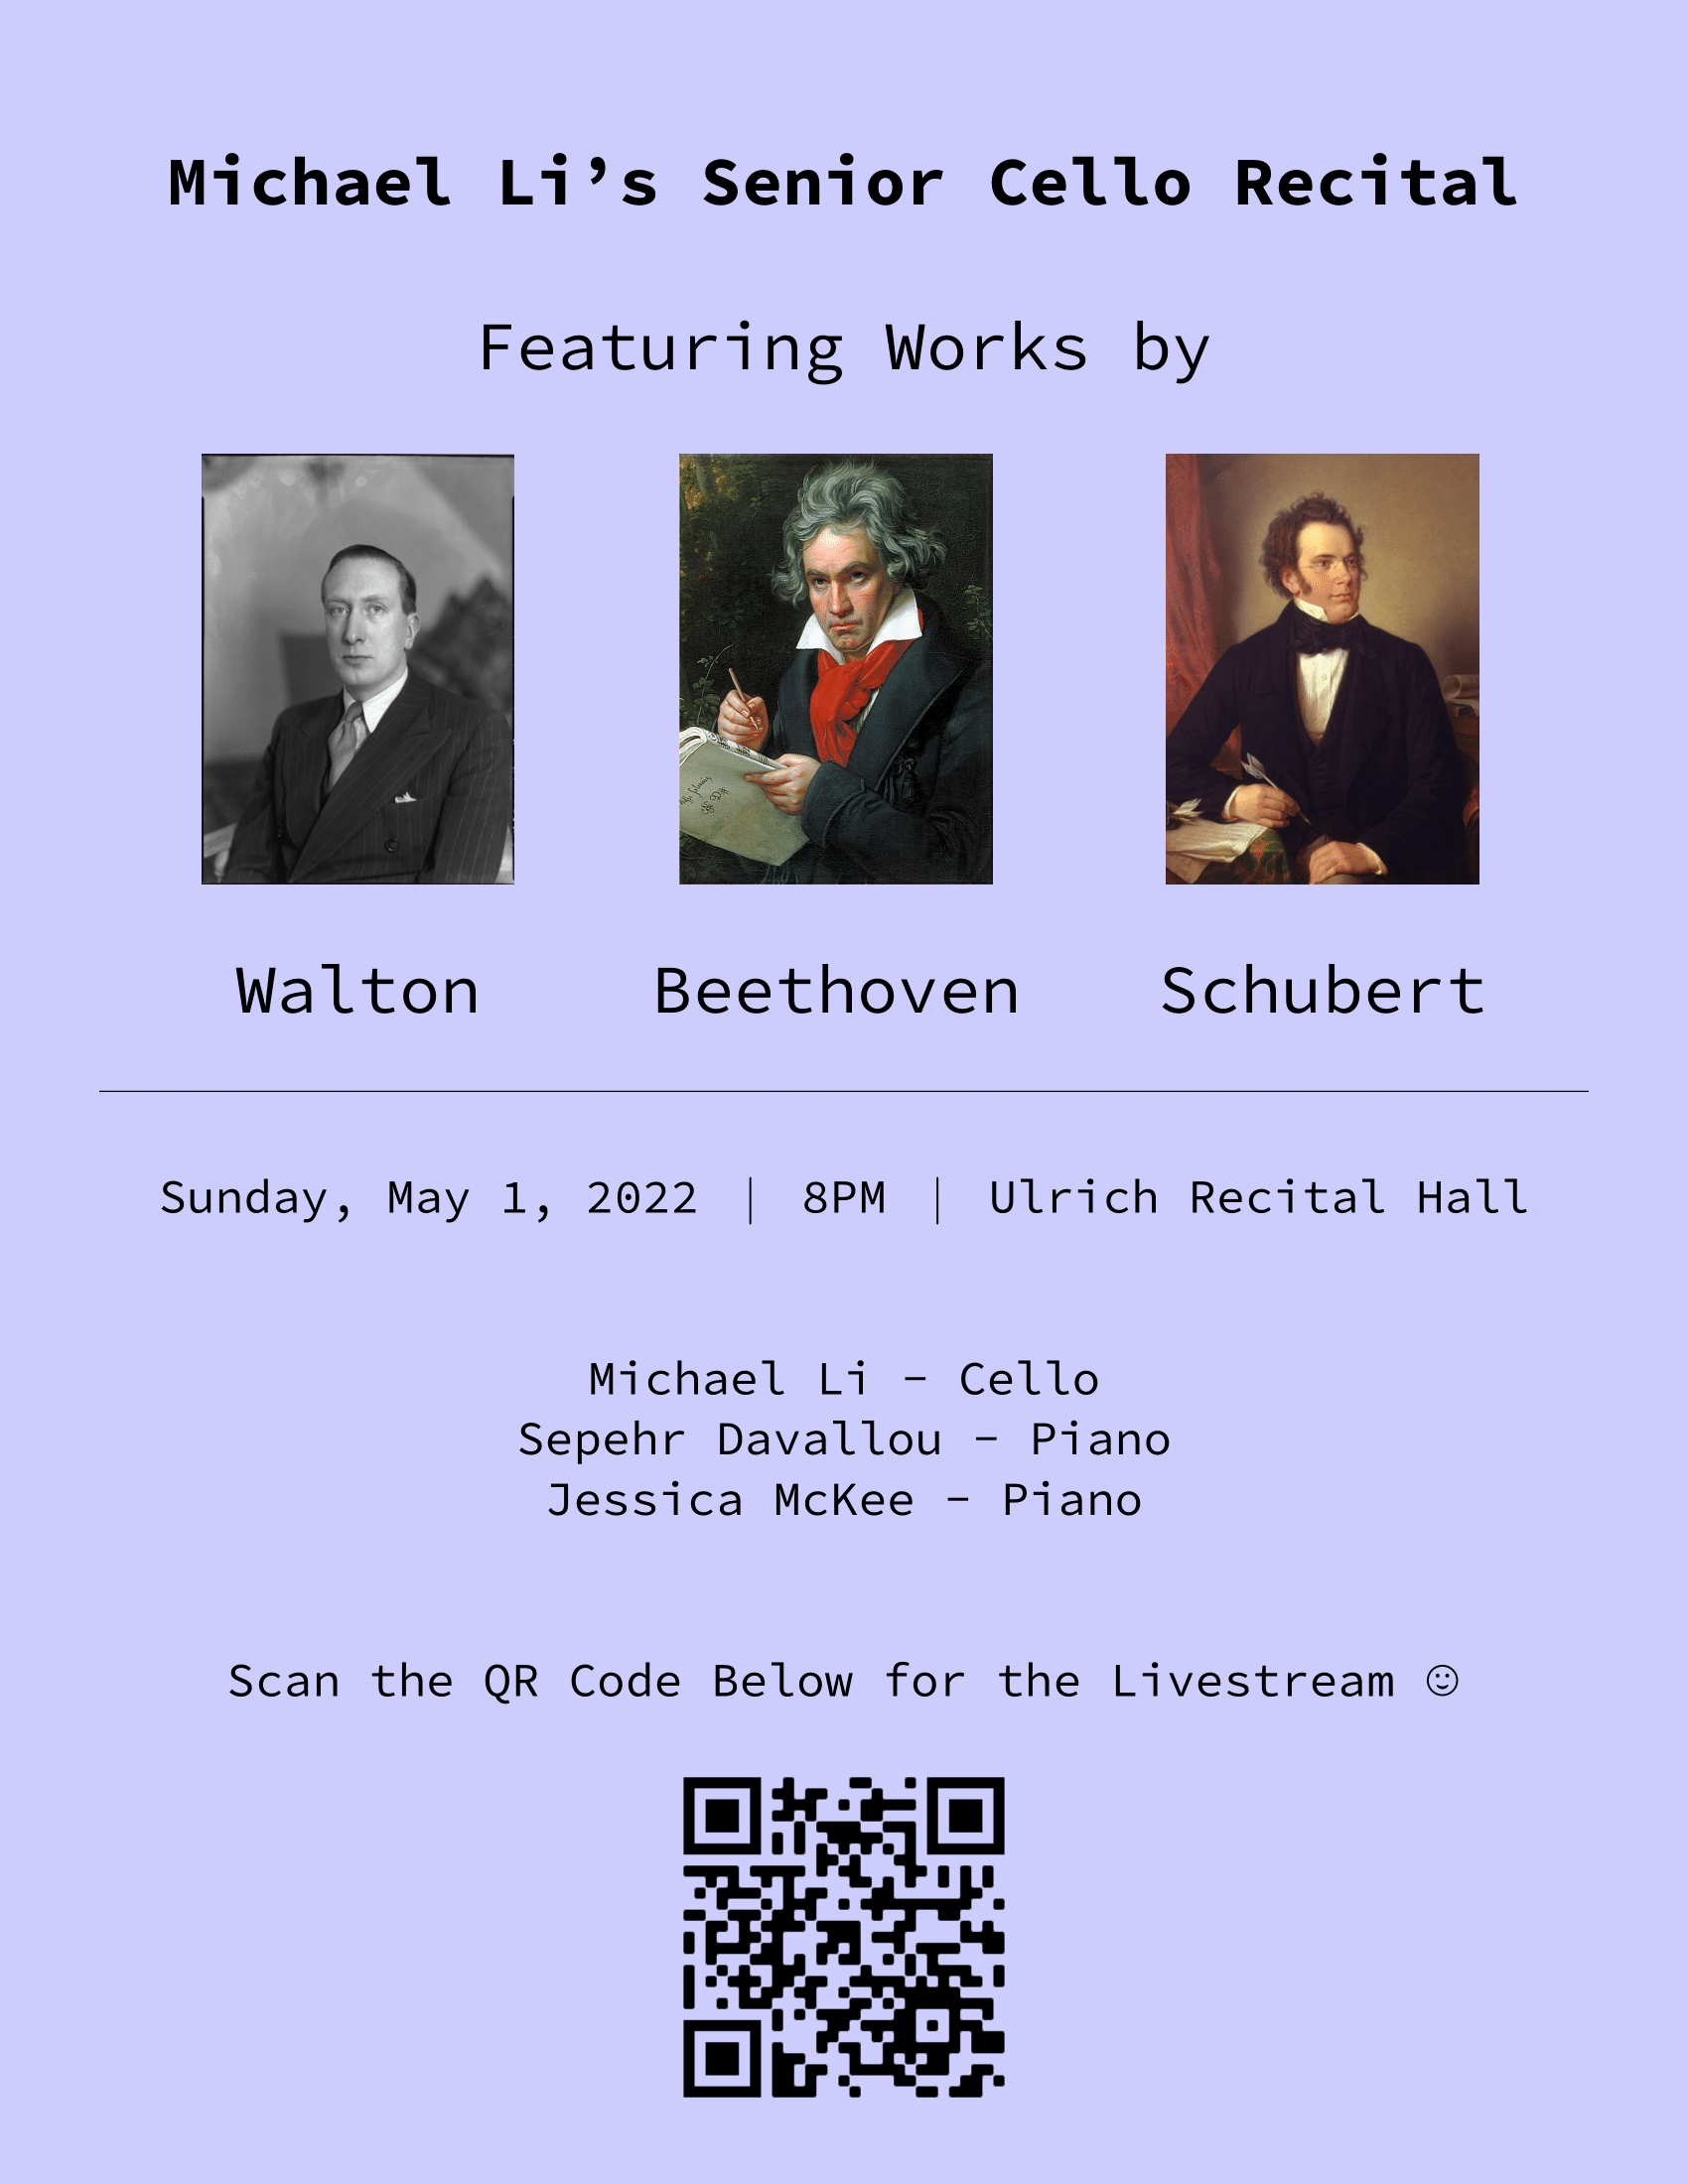 Michael Li’s Senior Cello Recital
Featuring Works by
Walton Beethoven Schubert
Sunday, May 1, 2022 | 8PM | Ulrich Recital Hall
Michael Li – Cello
Sepehr Davallou – Piano
Jessica McKee – Piano
Scan the QR Code Below for the Livestream ☺